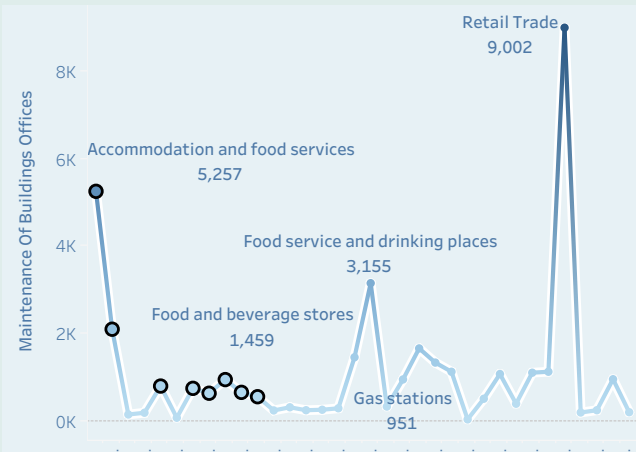 Retail Trade
9,002
8K
Accommodation and food services
5,257
6K
Maintenance Of Buildings Offices
4K
Food service and drinking places
3,155
Food and beverage stores
1,459
2K
Gas stations
951
0K